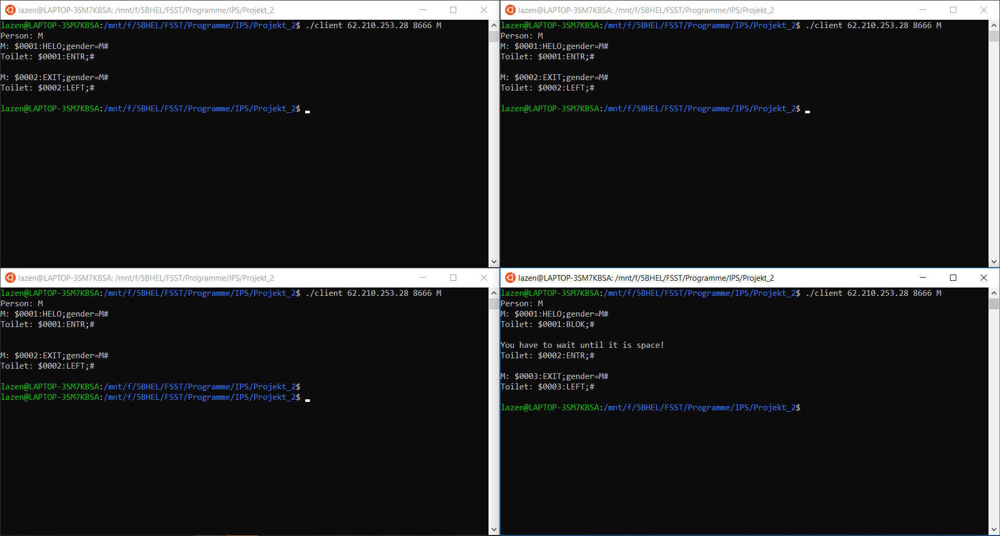 lazen@LAPTOP-3SM7KBSA: /mnt/f/5BHEL/FSST/Programme/IPS/Projekt_2
lazen@LAPTOP-3SM7KBSA:/mnt/f/5BHEL/FSST/Programme/IPS/Projekt_2$ ./client 62.210.253.28 8666 M
Person: M
M: $0001:HELO;gender=M#
Toilet: $0001:ENTR;#
M: $0002:EXIT;gender=M#
Toilet: $0002:LEFT;#
lazen@LAPTOP-3SM7KBSA:/mnt/f/5BHEL/FSST/Programme/IPS/Projekt_2$
lazen@LAPTOP-3SM7KBSA: /mnt/f/5BHEL/FSST/Programme/IPS/Projekt_2
lazen@LAPTOP-3SM7KBSA:/mnt/f/5BHEL/FSST/Programme/IPS/Projekt_2$ ./client 62.210.253.28 8666 M
Person: M
M: $0001:HELO;gender=M#
Toilet: $0001:ENTR;#
M: $0002:EXIT;gender=M#
Toilet: $0002:LEFT;#
lazen@LAPTOP-3SM7KBSA:/mnt/f/5BHEL/FSST/Programme/IPS/Projekt_2$
lazen@LAPTOP-3SM7KBSA: /mnt/f/5BHEL/FSST/Programme/IPS/Projekt_2
lazen@LAPTOP-3SM7KBSA:/mnt/f/5BHEL/FSST/Programme/IPS/Projekt_2$ ./client 62.210.253.28 8666 M
Person: M
M: $0001:HELO;gender=M#
Toilet: $0001:ENTR;#
M: $0002:EXIT;gender=M#
Toilet: $0002:LEFT;#
lazen@LAPTOP-3SM7KBSA:/mnt/f/5BHEL/FSST/Programme/IPS/Projekt_2$
lazen@LAPTOP-3SM7KBSA:/mnt/f/5BHEL/FSST/Programme/IPS/Projekt_2$
lazen@LAPTOP-3SM7KBSA: /mnt/f/5BHEL/FSST/Programme/IPS/Projekt_2
lazen@LAPTOP-3SM7KBSA:/mnt/f/5BHEL/FSST/Programme/IPS/Projekt_2$ ./client 62.210.253.28 8666 M
Person: M
M: $0001:HELO;gender=M#
Toilet: $0001:BLOK;#
You have to wait until it is space!
Toilet: $0002:ENTR;#
M: $0003:EXIT;gender=M#
Toilet: $0003:LEFT;#
lazen@LAPTOP-3SM7KBSA:/mnt/f/5BHEL/FSST/Programme/IPS/Projekt_2$